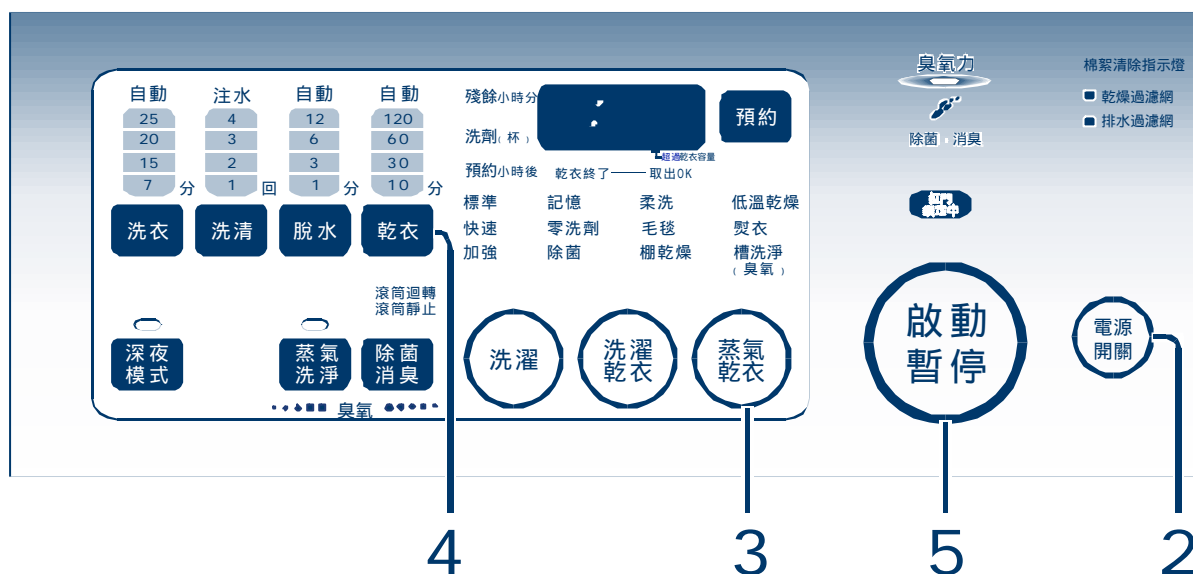 自動 注水 自動 自動
25 4 12 120
20 3 6 60
15 2 3 30
7 分 1 回 1 分 10 分
洗衣 洗清 脫水 乾衣
滾筒迴轉
滾筒靜止
深夜
模式
蒸氣
洗淨
除菌
消臭
臭氧
殘餘小時分
洗劑(杯)
預約小時後
預約
超過乾衣容量
乾衣終了 取出OK
標準 記憶 柔洗 低溫乾燥
快速 零洗劑 毛毯 熨衣
加強 除菌 棚乾燥 槽洗淨
(臭氧)
洗濯
洗濯
乾衣
蒸氣
乾衣
臭氧力
除菌 消臭
啟動
暫停
棉絮清除指示燈
乾燥過濾網
排水過濾網
電源
開關
4 3 5 2